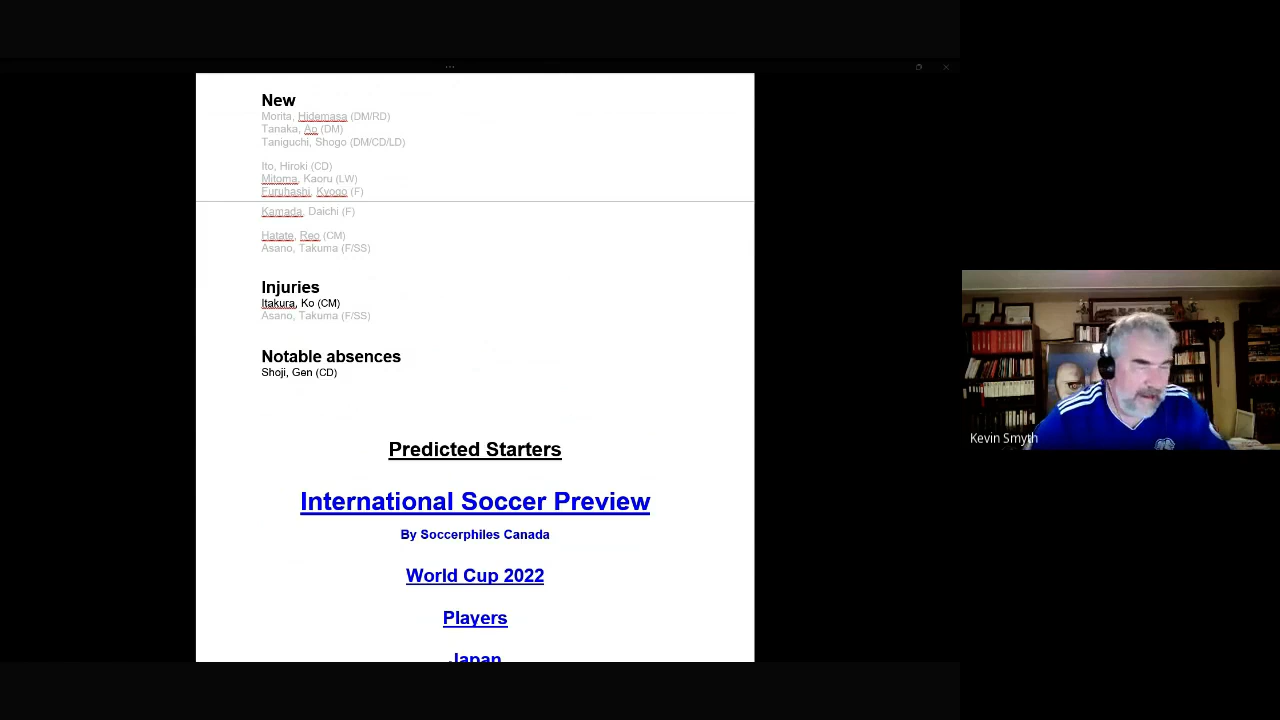 New
Morita, Hidemasa (DM/RD)
Tanaka, Ao (DM)
Taniguchi, Shogo (DM/CD/LD)
Ito, Hiroki (CD)
Mitoma, Kaoru (LW)
Furuhashi, Kyogo (F)
Kamada, Daichi (F)
Hatate, Reo (CM)
Asano, Takuma (F/SS)
Injuries
Itakura, Ko (CM)
Asano, Takuma (F/SS)
Notable absences
Shoji, Gen (CD)
Predicted Starters
International Soccer Preview
By Soccerphiles Canada
World Cup 2022
Players
Japan
Kevin Smyth